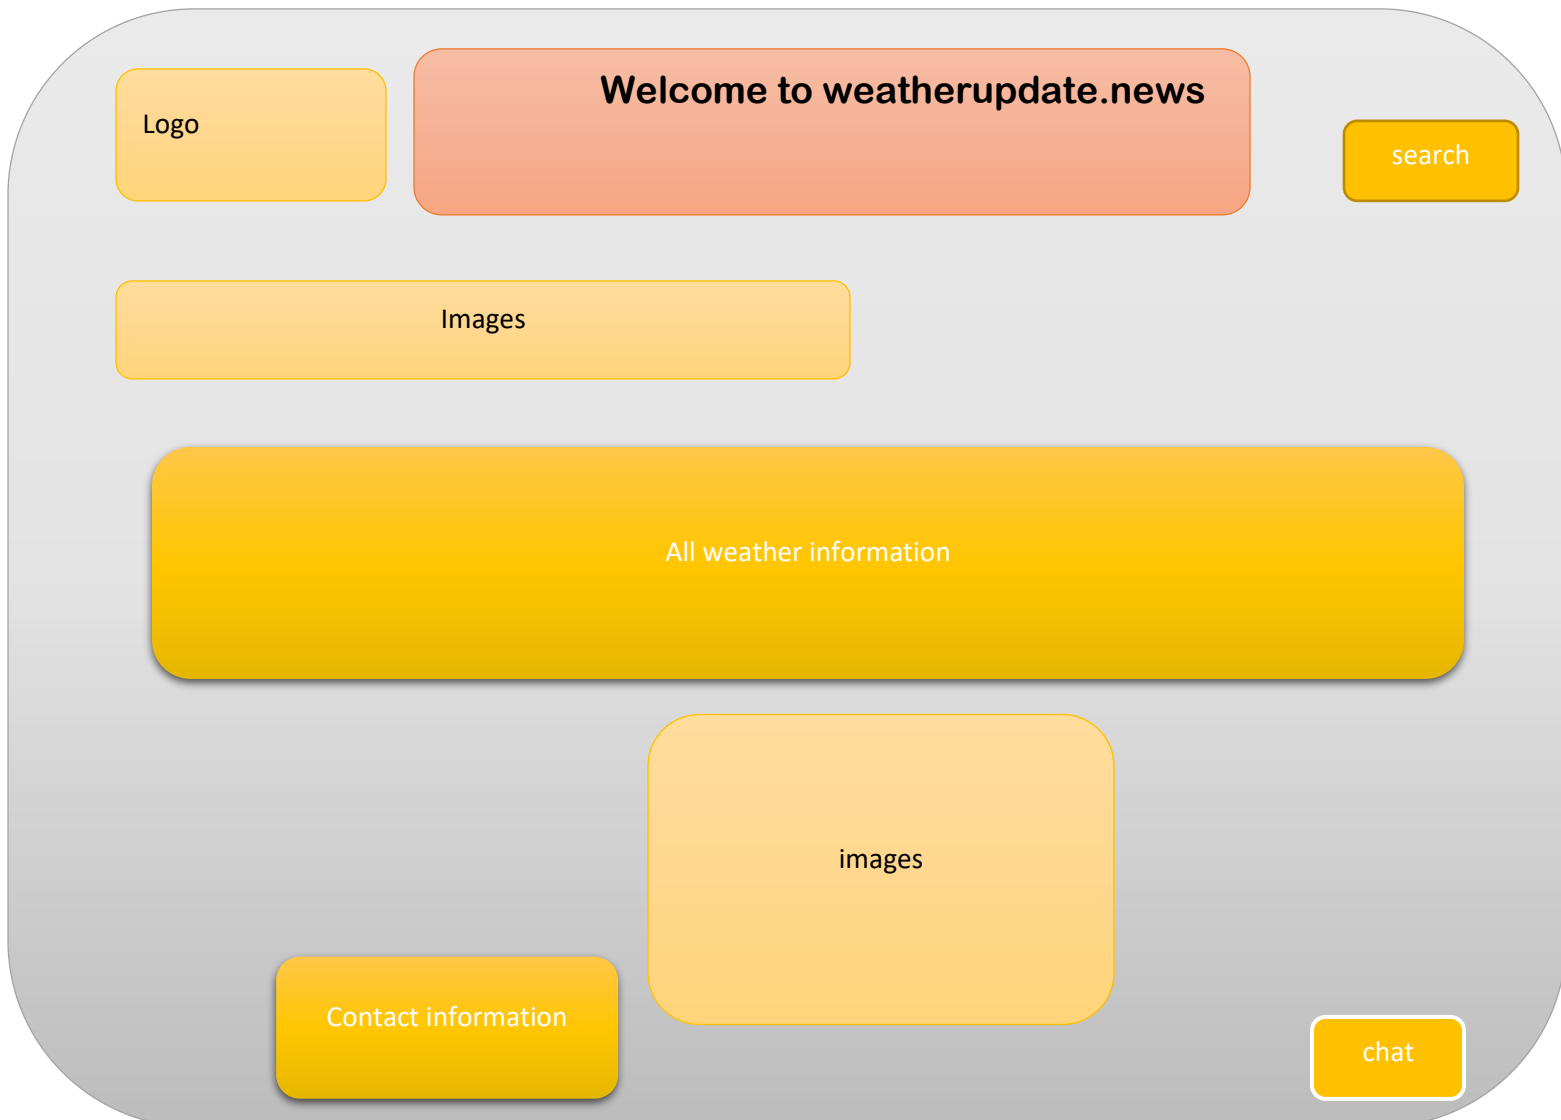 Welcome to weatherupdate.news
Logo
search
Images
All weather information
images
Contact information
chat